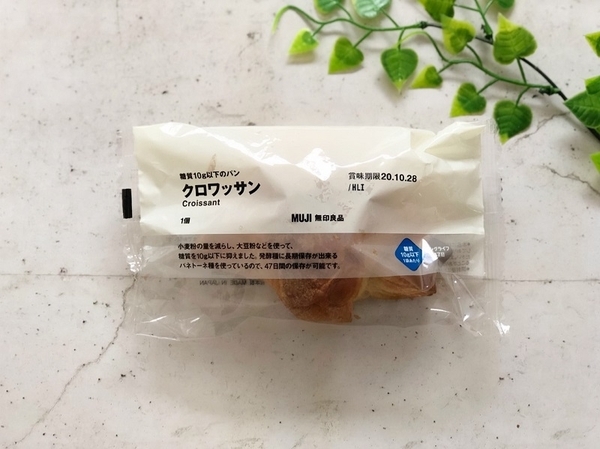 糖質10g以下のパン
クロワッサン
Croissant
1個
賞味期限20.10.28
/HLI
MUJI 無印良品
小麦粉の量を減らし、大豆粉などを使って、
糖質を10g以下に抑えました。発酵種に長期保存が出来る
パネトーネ種を使っているので、47日間の保存が可能です。
糖質
10g以下
1袋あたり